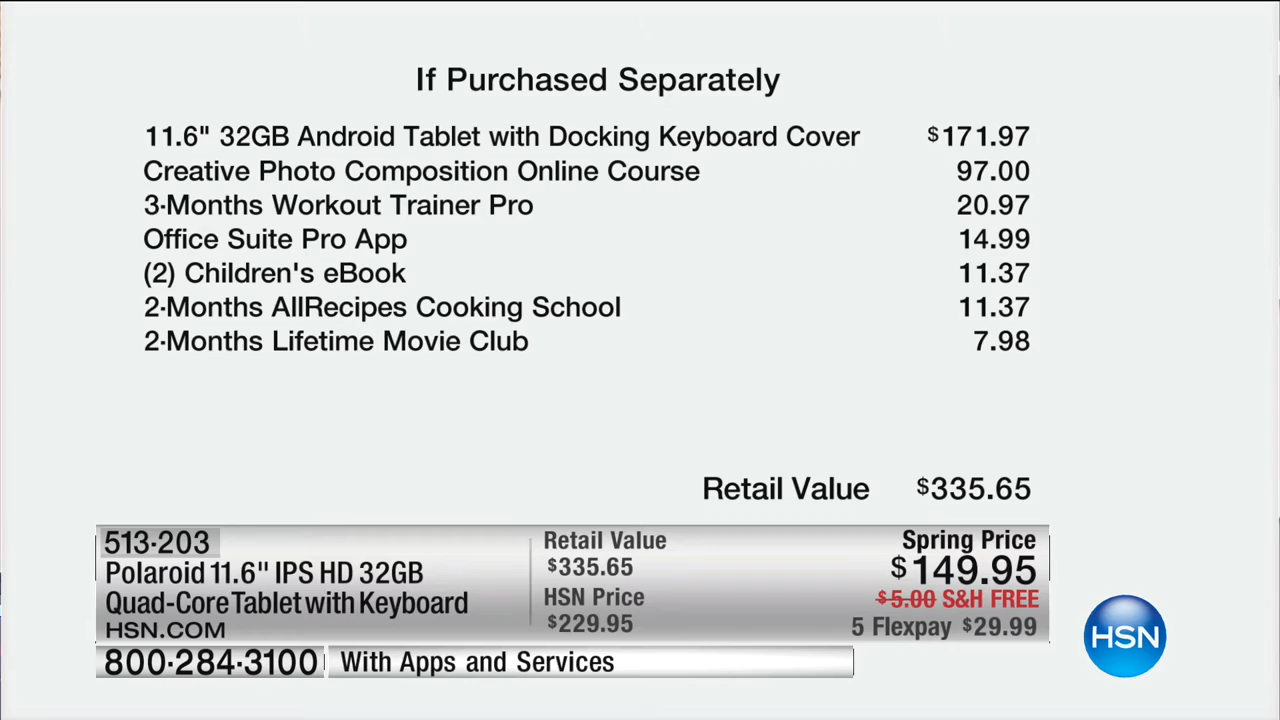 If Purchased Separately
11.6" 32GB Android Tablet with Docking Keyboard Cover $171.97
Creative Photo Composition Online Course 97.00
3-Months Workout Trainer Pro 20.97
Office Suite Pro App 14.99
(2) Children's eBook 11.37
2-Months AllRecipes Cooking School 11.37
2-Months Lifetime Movie Club 7.98
Retail Value $335.65
513-203
Polaroid 11.6" IPS HD 32GB
Quad-Core Tablet with Keyboard
HSN.COM
Retail Value
$335.65
HSN Price
$229.95
Spring Price
$149.95
$5.00 S&H FREE
5 Flexpay $29.99
800-284-3100 With Apps and Services
HSN